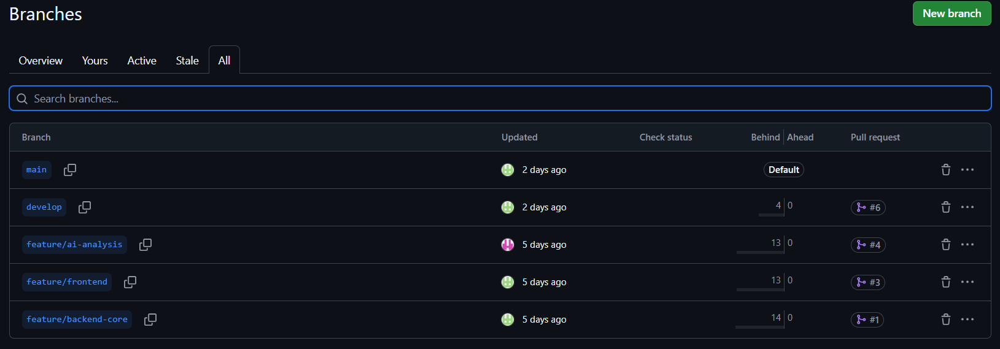 Branches
New branch
Overview Yours Active Stale All
Search branches...
Branch Updated Check status Behind Ahead Pull request
main 2 days ago Default
develop 2 days ago 4 0 #6
feature/ai-analysis 5 days ago 13 0 #4
feature/frontend 5 days ago 13 0 #3
feature/backend-core 5 days ago 14 0 #1